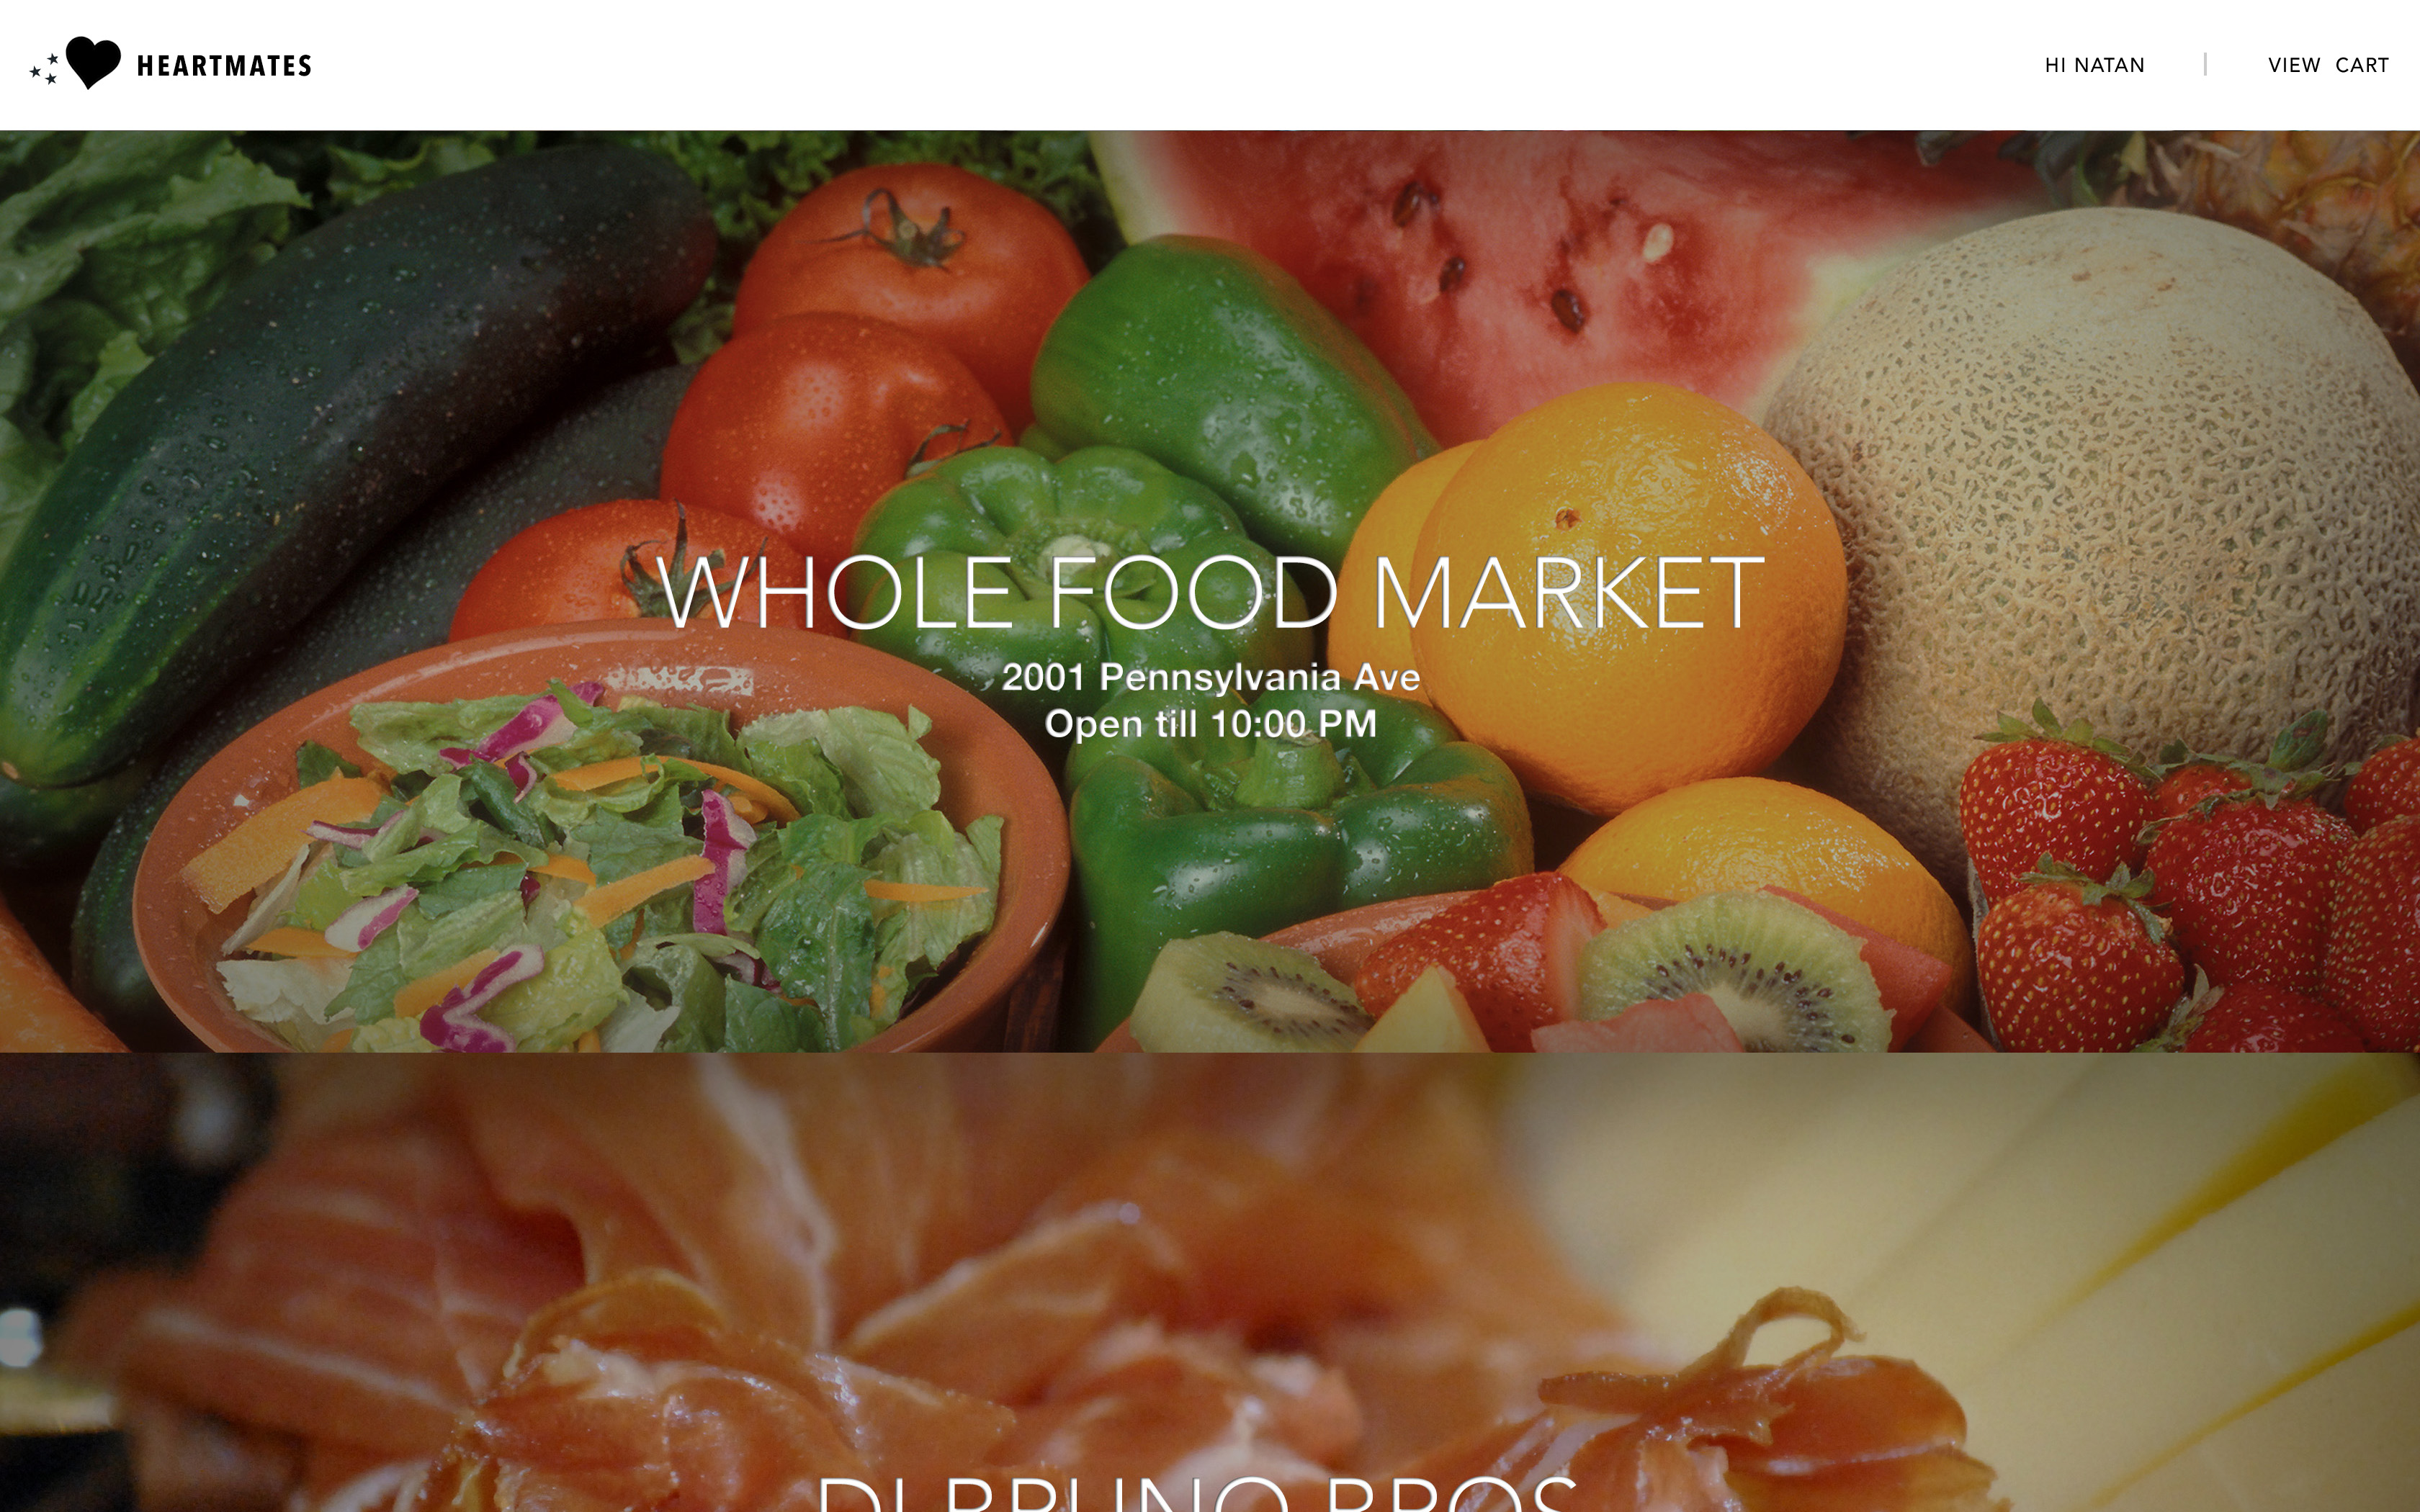 HEARTMATES
HI NATAN
VIEW CART
WHOLE FOOD MARKET
2001 Pennsylvania Ave
Open till 10:00 PM
DI BRUNO BROS